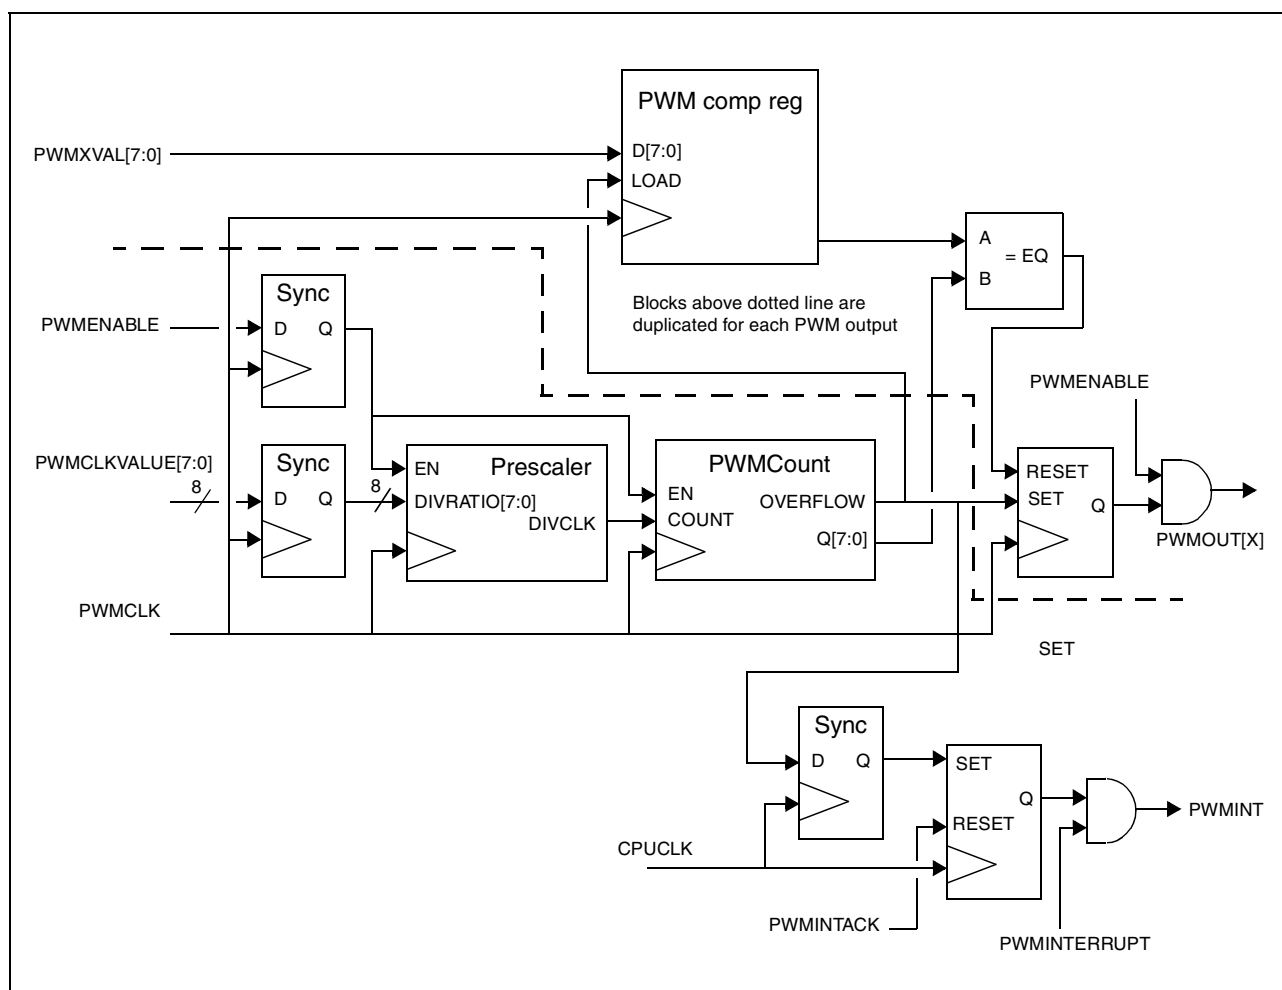 PWM comp reg
PWMXVAL[7:0]
D[7:0]
LOAD
A
= EQ
B
Sync
Blocks above dotted line are
duplicated for each PWM output
PWMENABLE
D Q
PWMENABLE
PWMCLKVALUE[7:0]
8
Sync
D Q
8
EN
Prescaler
DIVRATIO[7:0]
DIVCLK
PWMCount
EN
OVERFLOW
COUNT
Q[7:0]
RESET
SET
Q
PWMOUT[X]
PWMCLK
SET
Sync
D Q
SET
Q
RESET
PWMINT
CPUCLK
PWMINTACK
PWMINTERRUPT